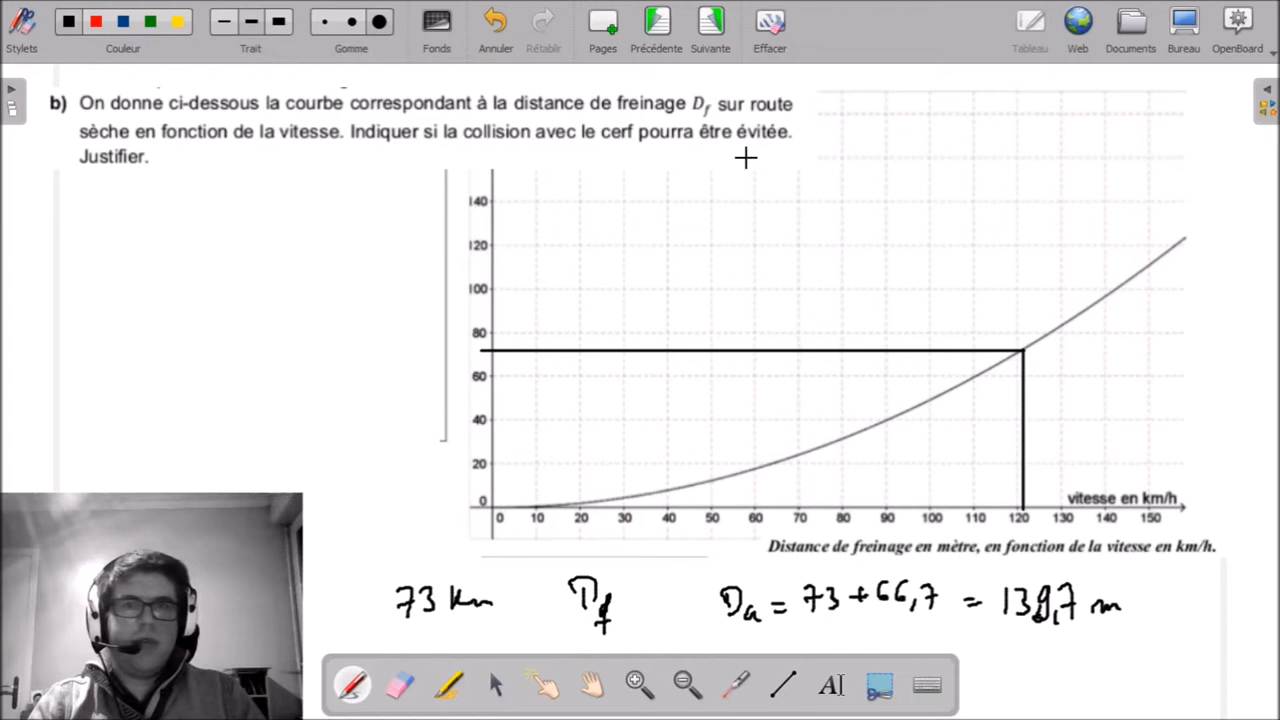 Stylets Couleur Trait Gomme Fonds Annuler Rétablir Pages Précédente Suivante Effacer Tableau Web Documents Bureau OpenBoard
b) On donne ci-dessous la courbe correspondant à la distance de freinage D_f sur route
sèche en fonction de la vitesse. Indiquer si la collision avec le cerf pourra être évitée.
Justifier.
140
120
100
80
60
40
20
0
vitesse en km/h
0 10 20 30 40 50 60 70 80 90 100 110 120 130 140 150
Distance de freinage en mètre, en fonction de la vitesse en km/h.
73 km D_f D_a = 73 + 66,7 = 139,7 m
AI